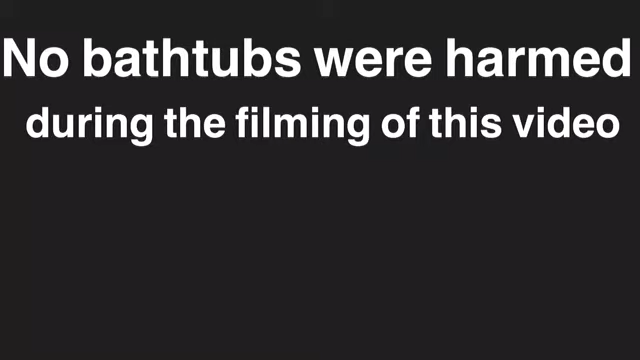 No bathtubs were harmed
during the filming of this video